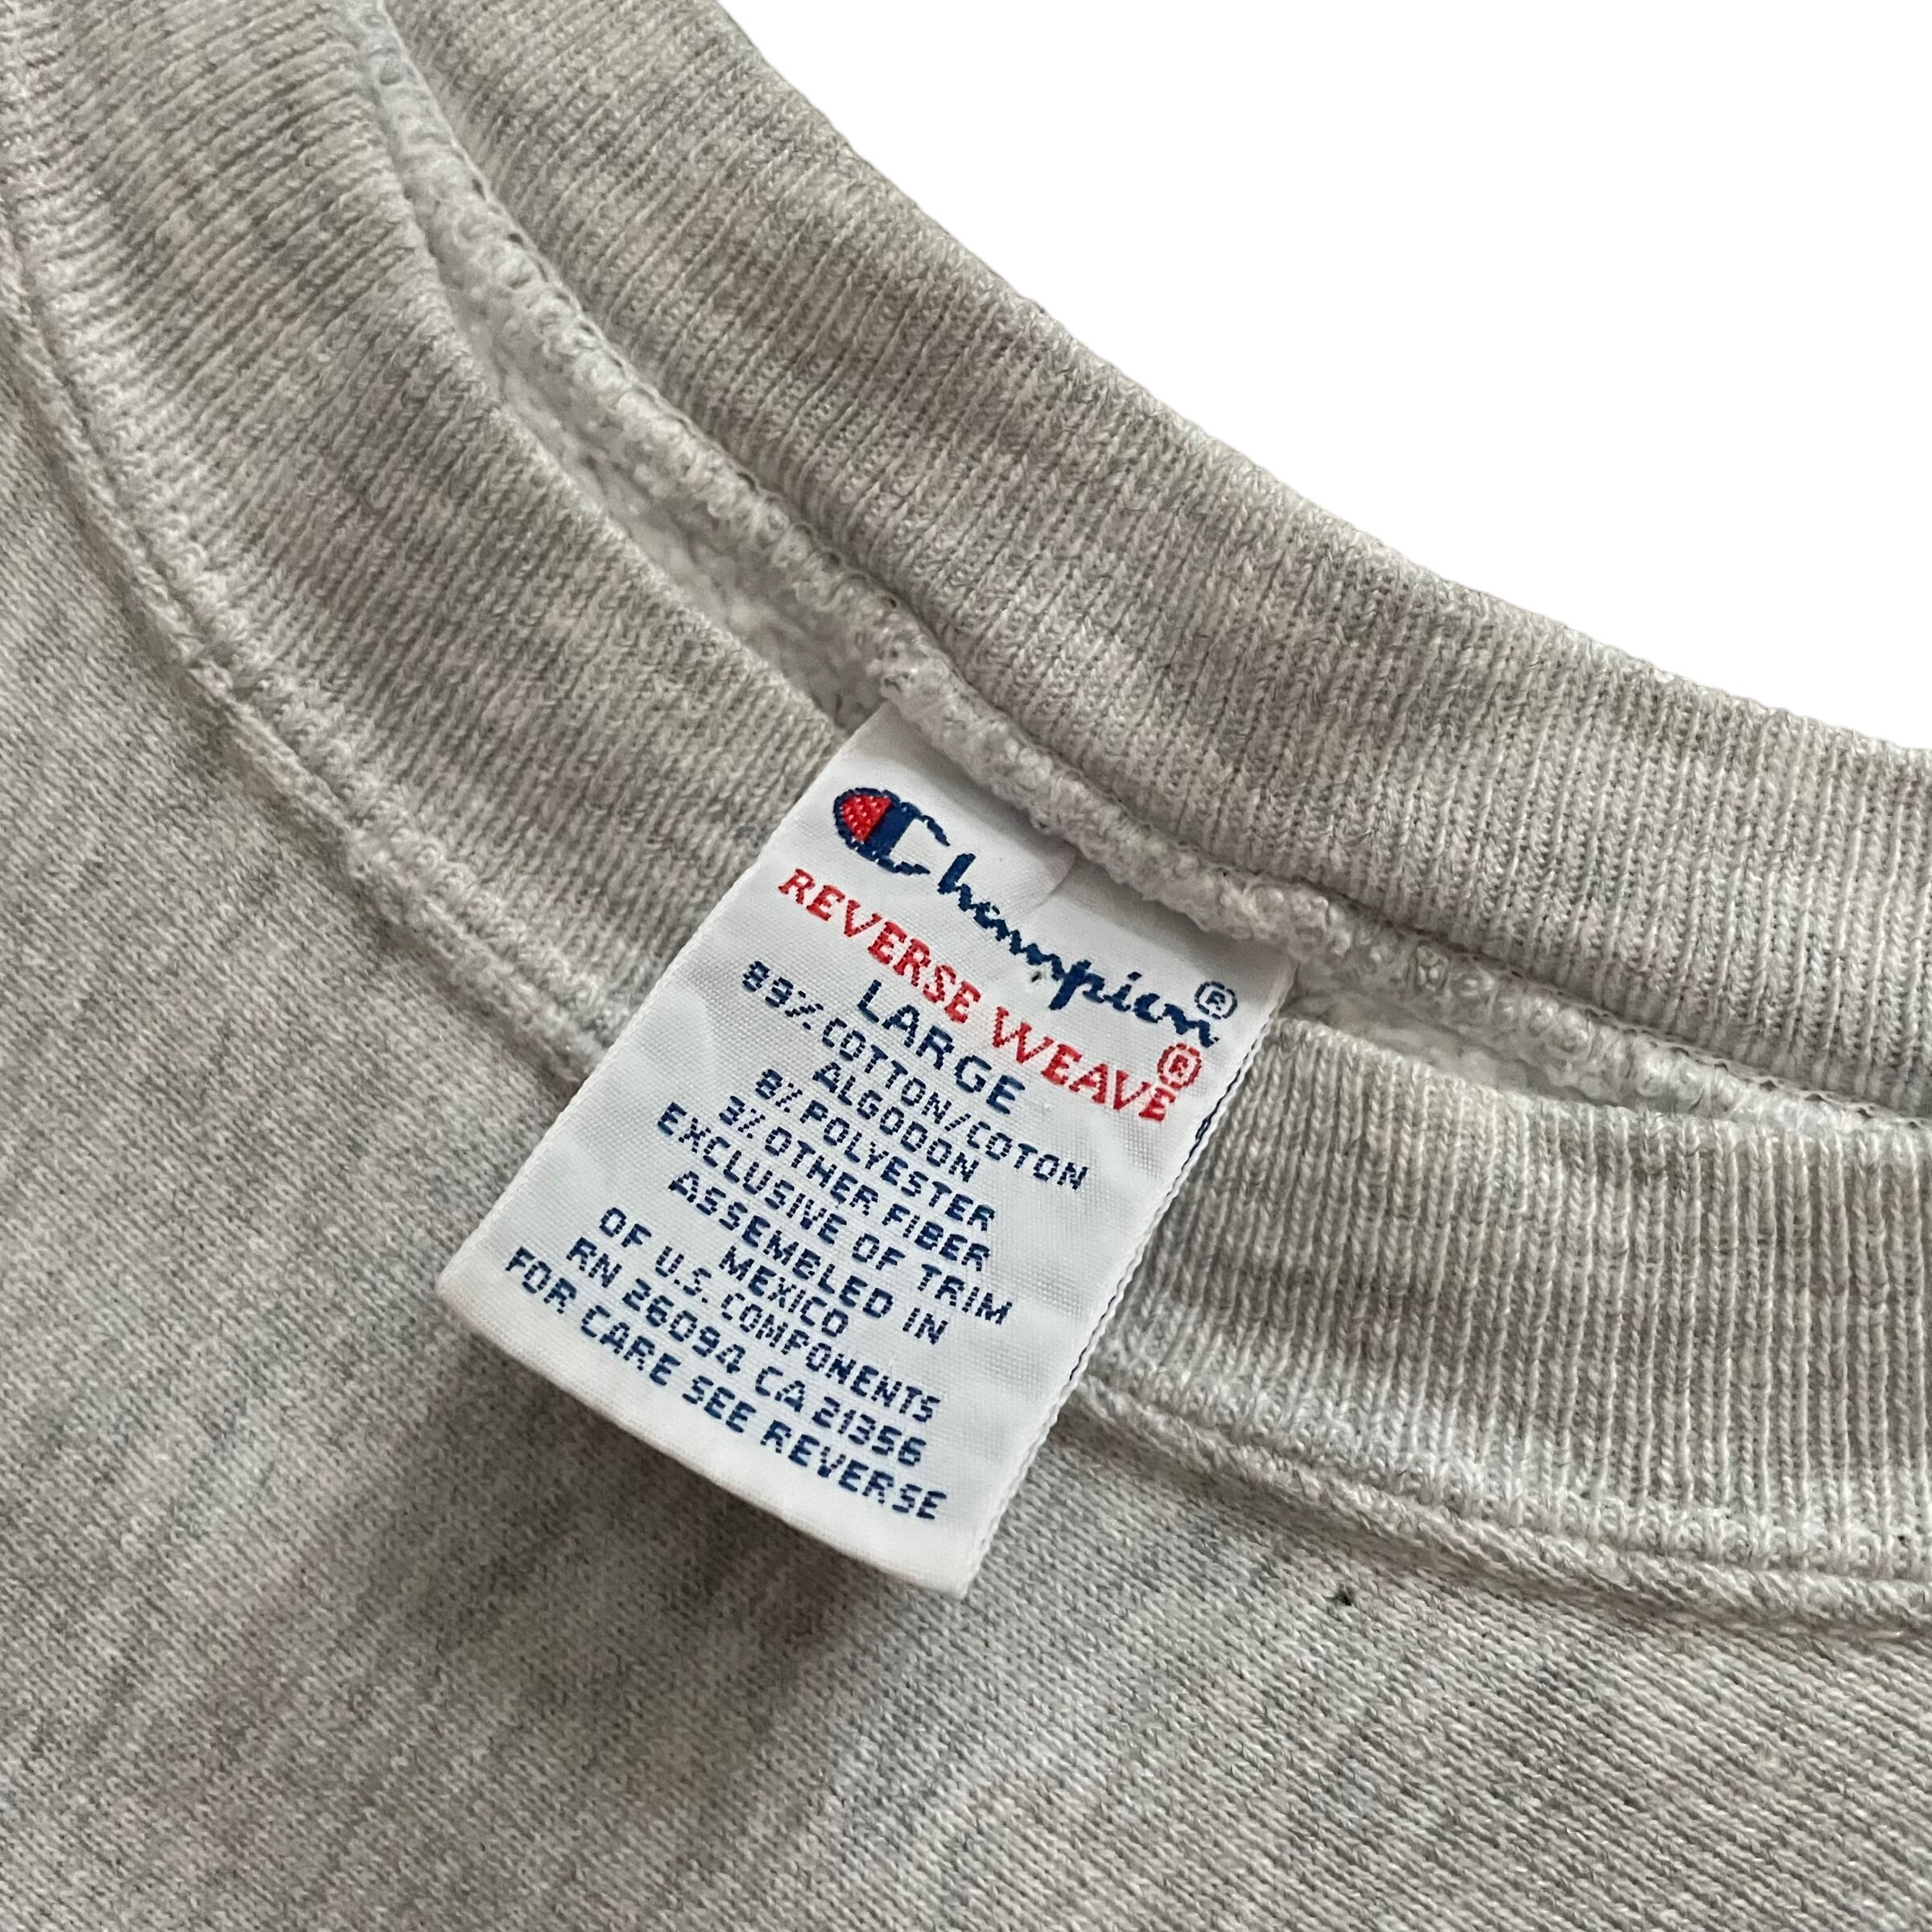 Champion®
REVERSE WEAVE®
LARGE
89% COTTON/COTON
ALGODON
8% POLYESTER
3% OTHER FIBER
EXCLUSIVE OF TRIM
ASSEMBLED IN
MEXICO
OF U.S. COMPONENTS
RN 26094 CA 21356
FOR CARE SEE REVERSE